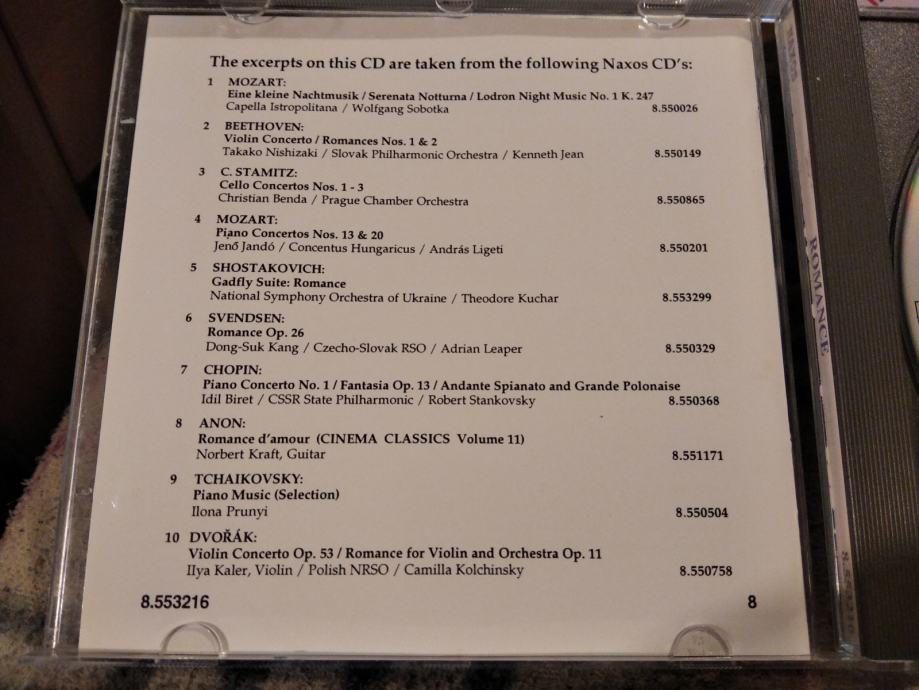 The excerpts on this CD are taken from the following Naxos CD's:
1 MOZART:
Eine kleine Nachtmusik / Serenata Notturna / Lodron Night Music No. 1 K. 247
Capella Istropolitana / Wolfgang Sobotka 8.550026
2 BEETHOVEN:
Violin Concerto / Romances Nos. 1 & 2
Takako Nishizaki / Slovak Philharmonic Orchestra / Kenneth Jean 8.550149
3 C. STAMITZ:
Cello Concertos Nos. 1 - 3
Christian Benda / Prague Chamber Orchestra 8.550865
4 MOZART:
Piano Concertos Nos. 13 & 20
Jenő Jandó / Concentus Hungaricus / András Ligeti 8.550201
5 SHOSTAKOVICH:
Gadfly Suite: Romance
National Symphony Orchestra of Ukraine / Theodore Kuchar 8.553299
6 SVENDSEN:
Romance Op. 26
Dong-Suk Kang / Czecho-Slovak RSO / Adrian Leaper 8.550329
7 CHOPIN:
Piano Concerto No. 1 / Fantasia Op. 13 / Andante Spianato and Grande Polonaise
Idil Biret / CSSR State Philharmonic / Robert Stankovsky 8.550368
8 ANON:
Romance d'amour (CINEMA CLASSICS Volume 11)
Norbert Kraft, Guitar 8.551171
9 TCHAIKOVSKY:
Piano Music (Selection)
Ilona Prunyi 8.550504
10 DVOŘÁK:
Violin Concerto Op. 53 / Romance for Violin and Orchestra Op. 11
Ilya Kaler, Violin / Polish NRSO / Camilla Kolchinsky 8.550758
8.553216 8
ROMANCE